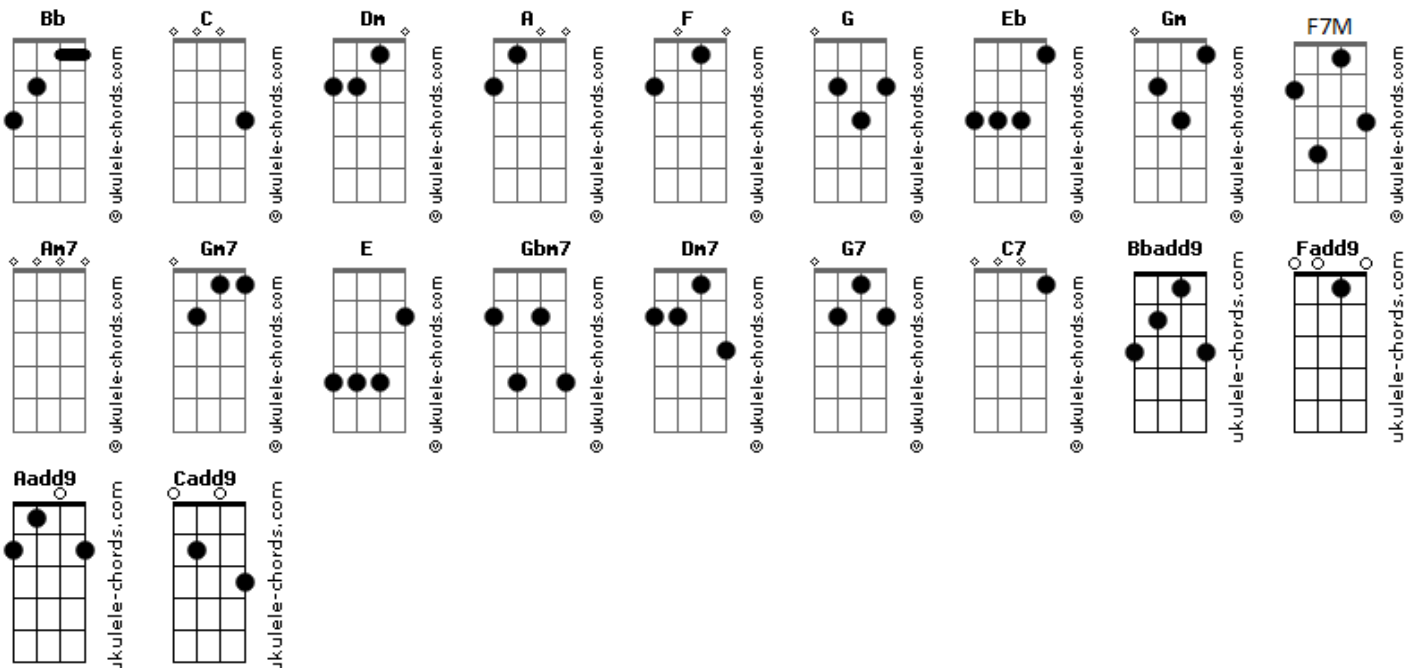 Bb C Dm A F G Eb Gm F7M
© ukulele-chords.com © ukulele-chords.com © ukulele-chords.com © ukulele-chords.com © ukulele-chords.com © ukulele-chords.com © ukulele-chords.com © ukulele-chords.com © ukulele-chords.com
Am7 Gm7 E Gbm7 Dm7 G7 C7 Bbadd9 Fadd9
© ukulele-chords.com © ukulele-chords.com © ukulele-chords.com © ukulele-chords.com © ukulele-chords.com © ukulele-chords.com © ukulele-chords.com ukulele-chords.com ukulele-chords.com
Aadd9 Cadd9
ukulele-chords.com ukulele-chords.com